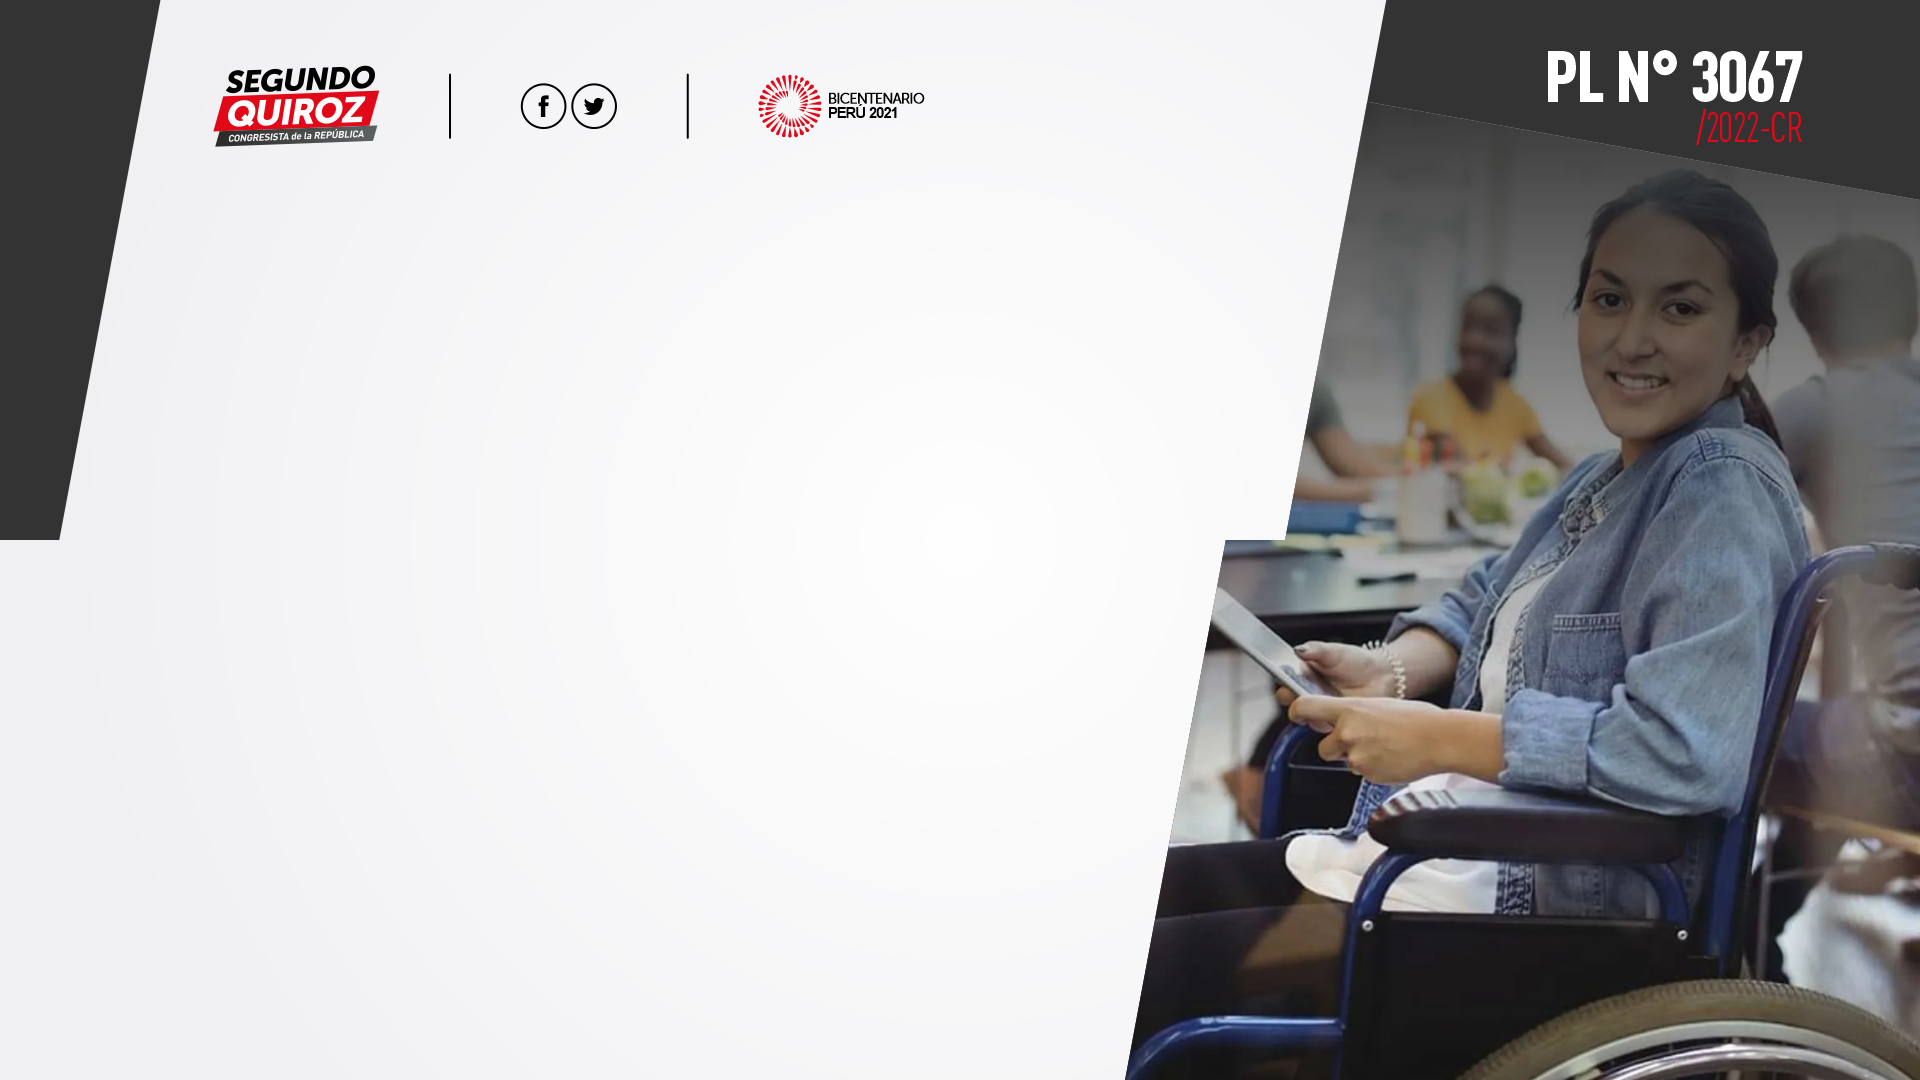 SEGUNDO
QUIROZ
CONGRESISTA de la REPÚBLICA
BICENTENARIO
PERÚ 2021
PL N° 3067
/2022-CR